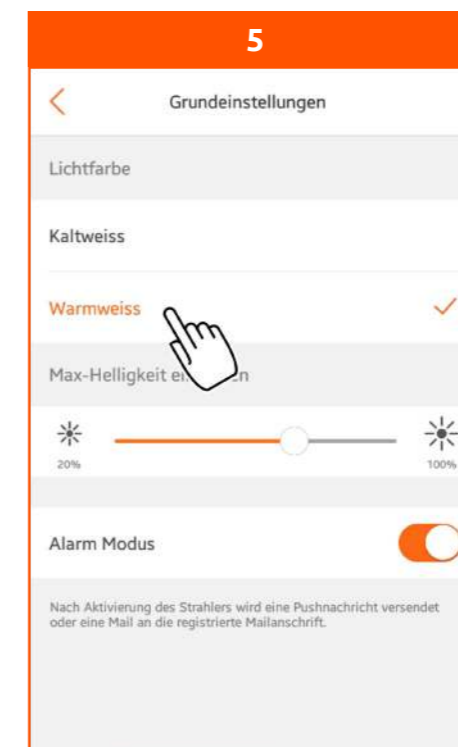 5
Grundeinstellungen
Lichtfarbe
Kaltweiss
Warmweiss
Max-Helligkeit
20%
100%
Alarm Modus
Nach Aktivierung des Strahlers wird eine Pushnachricht versendet
oder eine Mail an die registrierte Mailanschrift.